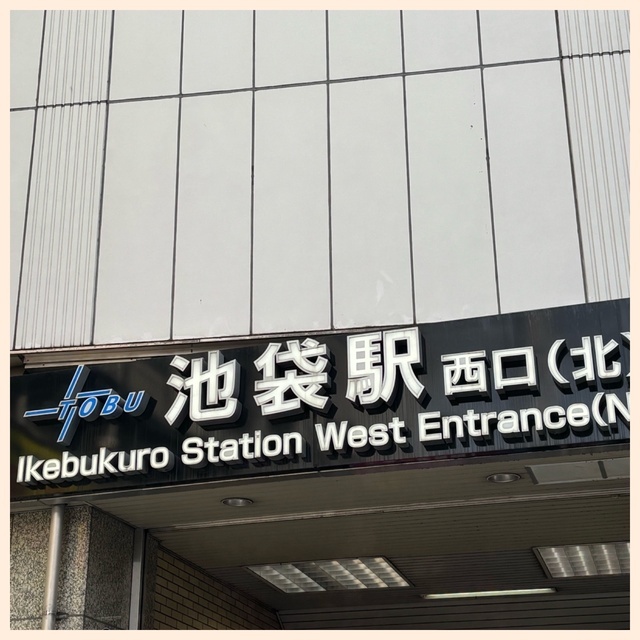 TOBU 池袋駅 西口(北)
Ikebukuro Station West Entrance(N